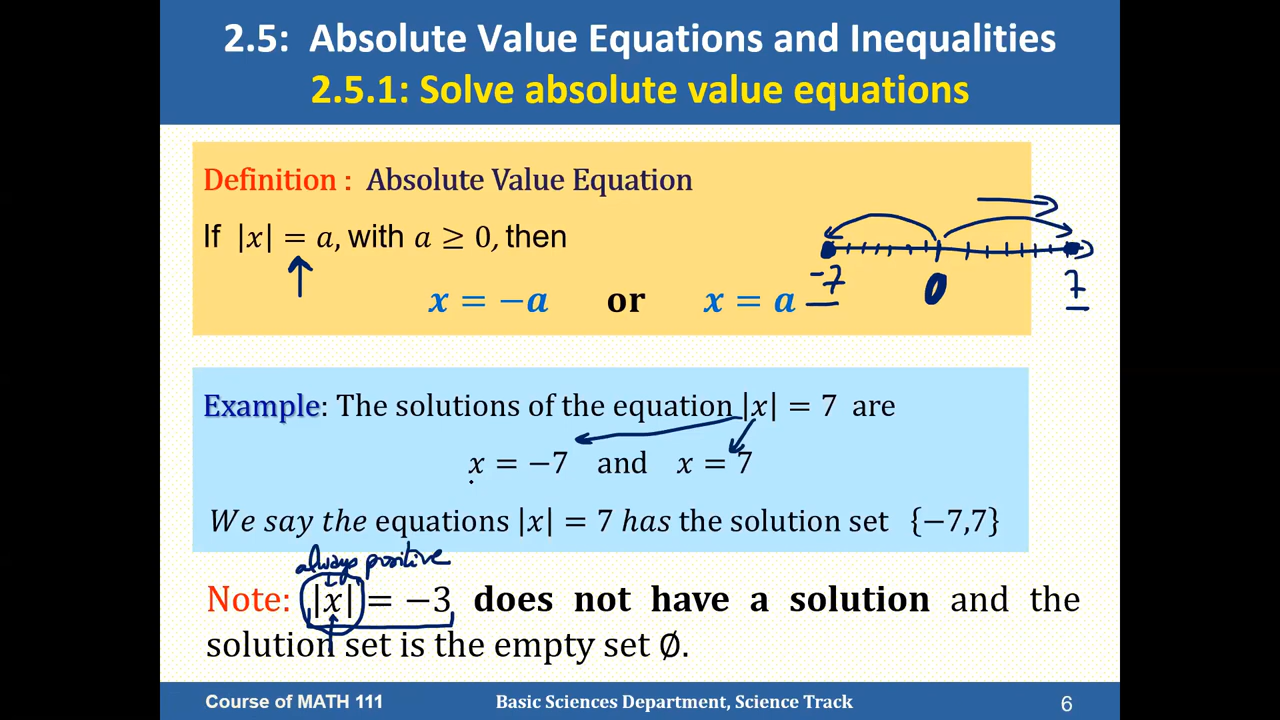 2.5: Absolute Value Equations and Inequalities
2.5.1: Solve absolute value equations
Definition : Absolute Value Equation
If |x| = a, with a ≥ 0, then
x = −a or x = a
-7 0 7
Example: The solutions of the equation |x| = 7 are
x = −7 and x = 7
We say the equations |x| = 7 has the solution set {−7,7}
always positive
Note: |x| = −3 does not have a solution and the
solution set is the empty set ∅.
Course of MATH 111 Basic Sciences Department, Science Track 6